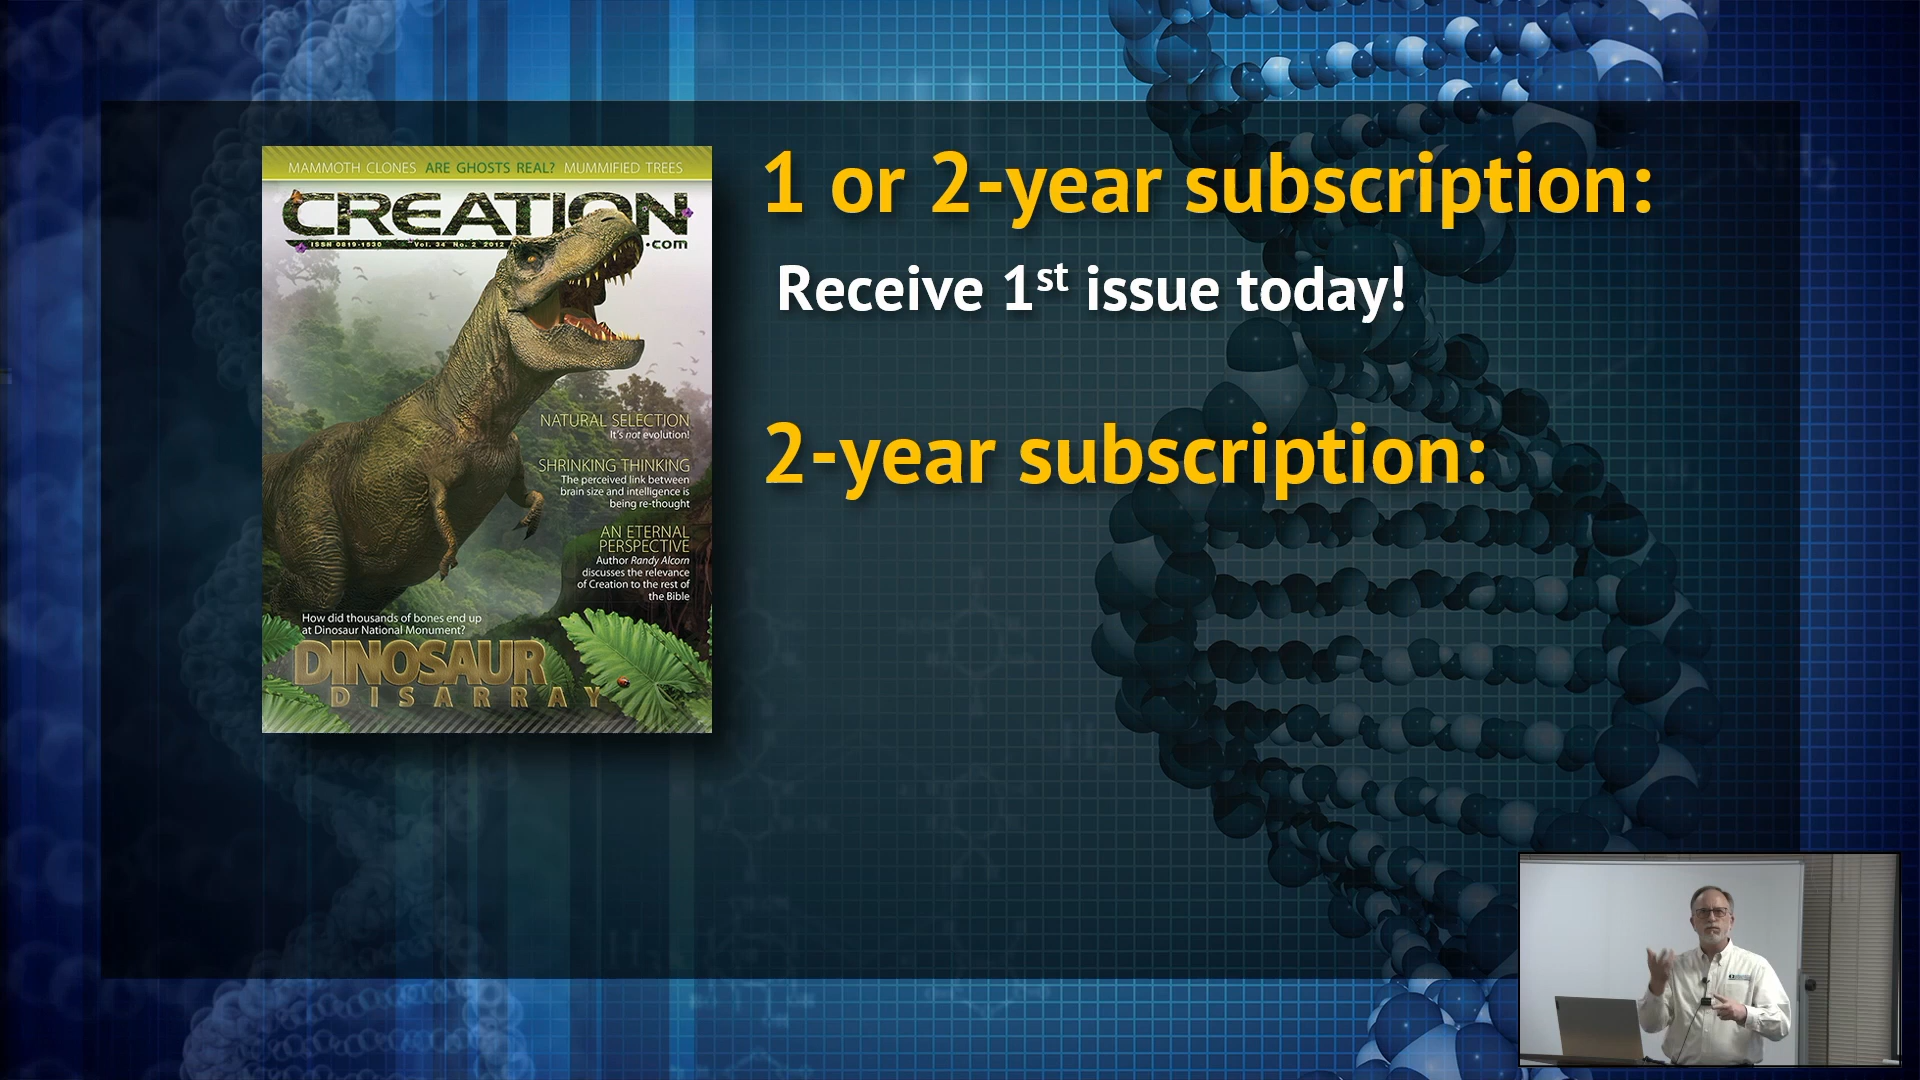 MAMMOTH CLONES ARE GHOSTS REAL? MUMMIFIED TREES
CREATION
.com
ISSN 0819-1530 Vol. 34 No. 2 2012
NATURAL SELECTION
It's not evolution!
SHRINKING THINKING
The perceived link between
brain size and intelligence is
being re-thought
AN ETERNAL
PERSPECTIVE
Author Randy Alcorn
discusses the relevance
of Creation to the rest of
the Bible
How did thousands of bones end up
at Dinosaur National Monument?
DINOSAUR
DISARRAY
1 or 2-year subscription:
Receive 1st issue today!
2-year subscription: